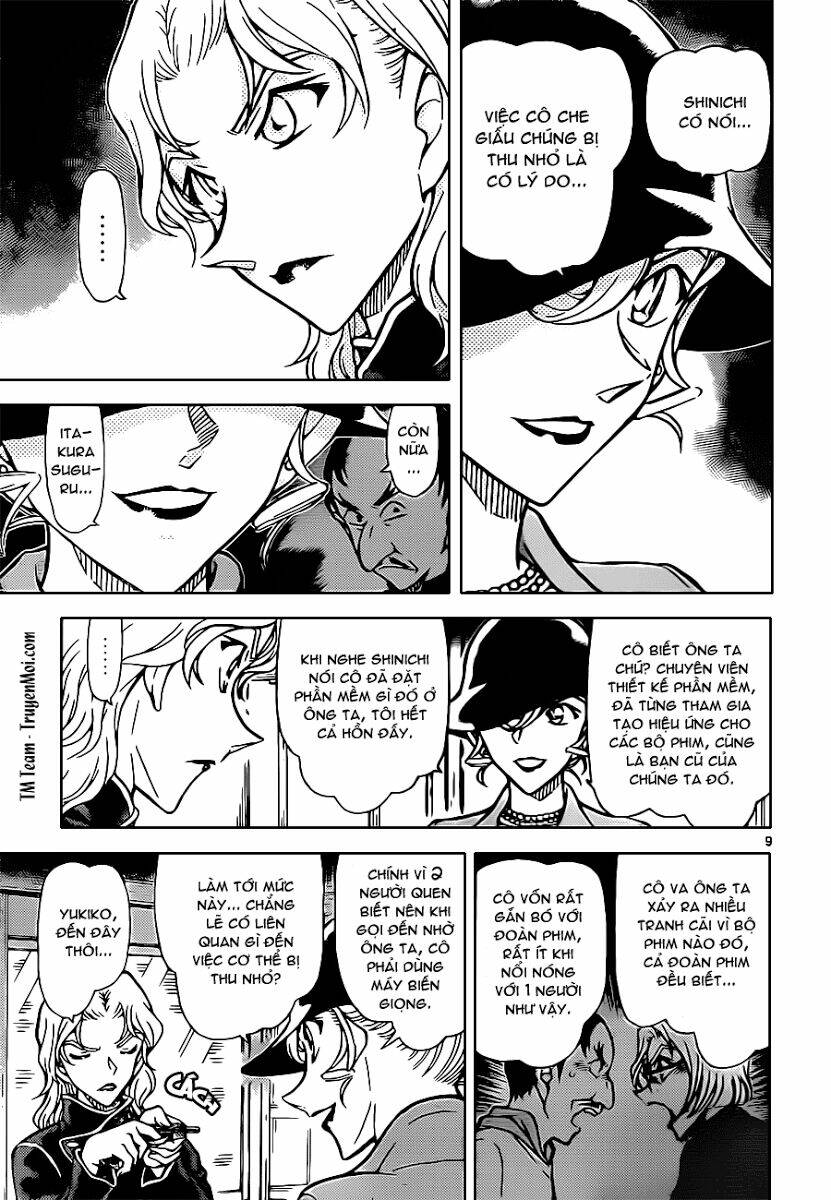 SHINICHI
CÓ NÓI...
VIỆC CÔ CHE
GIẤU CHÚNG BỊ
THU NHỎ LÀ
CÓ LÝ DO...
......
CÒN
NỮA
...
ITA-
KURA
SUGU-
RU...
CÔ BIẾT ÔNG TA
CHỨ? CHUYÊN VIÊN
THIẾT KẾ PHẦN MỀM,
ĐÃ TỪNG THAM GIA
TẠO HIỆU ỨNG CHO
CÁC BỘ PHIM, CŨNG
LÀ BẠN CŨ CỦA
CHÚNG TA ĐÓ.
KHI NGHE SHINICHI
NÓI CÔ ĐÃ ĐẶT
PHẦN MỀM GÌ ĐÓ Ở
ÔNG TA, TÔI HẾT
CẢ HỒN ĐẤY.
......
TM Team - TruyenMoi.com
9
CÔ VA ÔNG TA
XẢY RA NHIỀU
TRANH CÃI VÌ BỘ
PHIM NÀO ĐÓ,
CẢ ĐOÀN PHIM
ĐỀU BIẾT...
CÔ VỐN RẤT
GẮN BÓ VỚI
ĐOÀN PHIM,
RẤT ÍT KHI
NỔI NÓNG
VỚI 1 NGƯỜI
NHƯ VẬY.
CHÍNH VÌ 2
NGƯỜI QUEN
BIẾT NÊN KHI
GỌI ĐẾN NHỜ
ÔNG TA, CÔ
PHẢI DÙNG
MÁY BIẾN
GIỌNG.
LÀM TỚI MỨC
NÀY... CHẲNG
LẼ CÓ LIÊN
QUAN GÌ ĐẾN
VIỆC CƠ THỂ BỊ
THU NHỎ?
YUKIKO,
ĐẾN ĐÂY
THÔI...
CÁCH